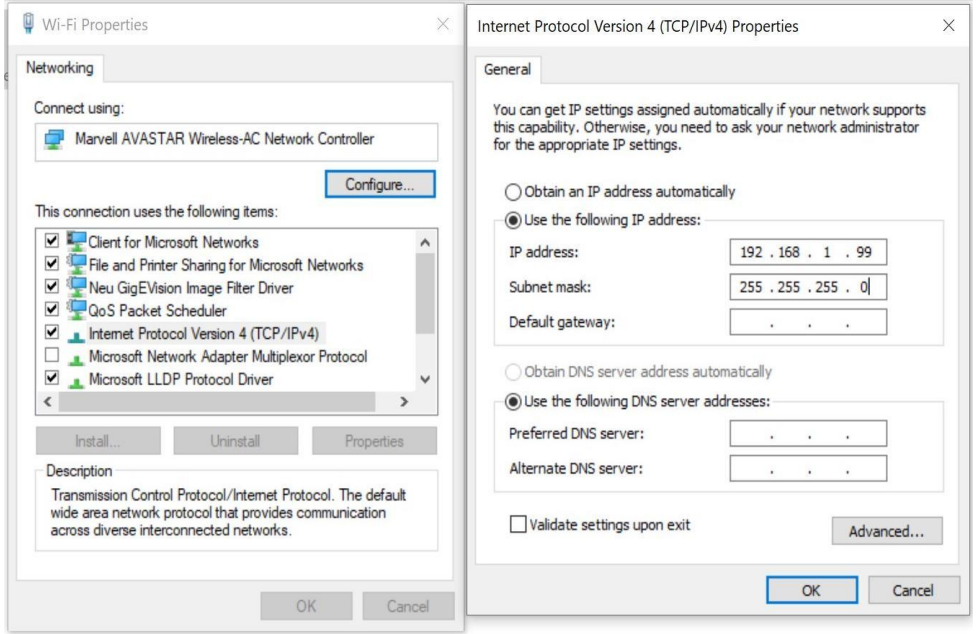 Wi-Fi Properties
Networking
Connect using:
Marvell AVASTAR Wireless-AC Network Controller
Configure...
This connection uses the following items:
Client for Microsoft Networks
File and Printer Sharing for Microsoft Networks
Neu GigEVision Image Filter Driver
QoS Packet Scheduler
Internet Protocol Version 4 (TCP/IPv4)
Microsoft Network Adapter Multiplexor Protocol
Microsoft LLDP Protocol Driver
Install...
Uninstall
Properties
Description
Transmission Control Protocol/Internet Protocol. The default
wide area network protocol that provides communication
across diverse interconnected networks.
OK
Cancel
Internet Protocol Version 4 (TCP/IPv4) Properties
General
You can get IP settings assigned automatically if your network supports
this capability. Otherwise, you need to ask your network administrator
for the appropriate IP settings.
Obtain an IP address automatically
Use the following IP address:
IP address: 192 . 168 . 1 . 99
Subnet mask: 255 . 255 . 255 . 0
Default gateway: . . .
Obtain DNS server address automatically
Use the following DNS server addresses:
Preferred DNS server: . . .
Alternate DNS server: . . .
Validate settings upon exit
Advanced...
OK
Cancel